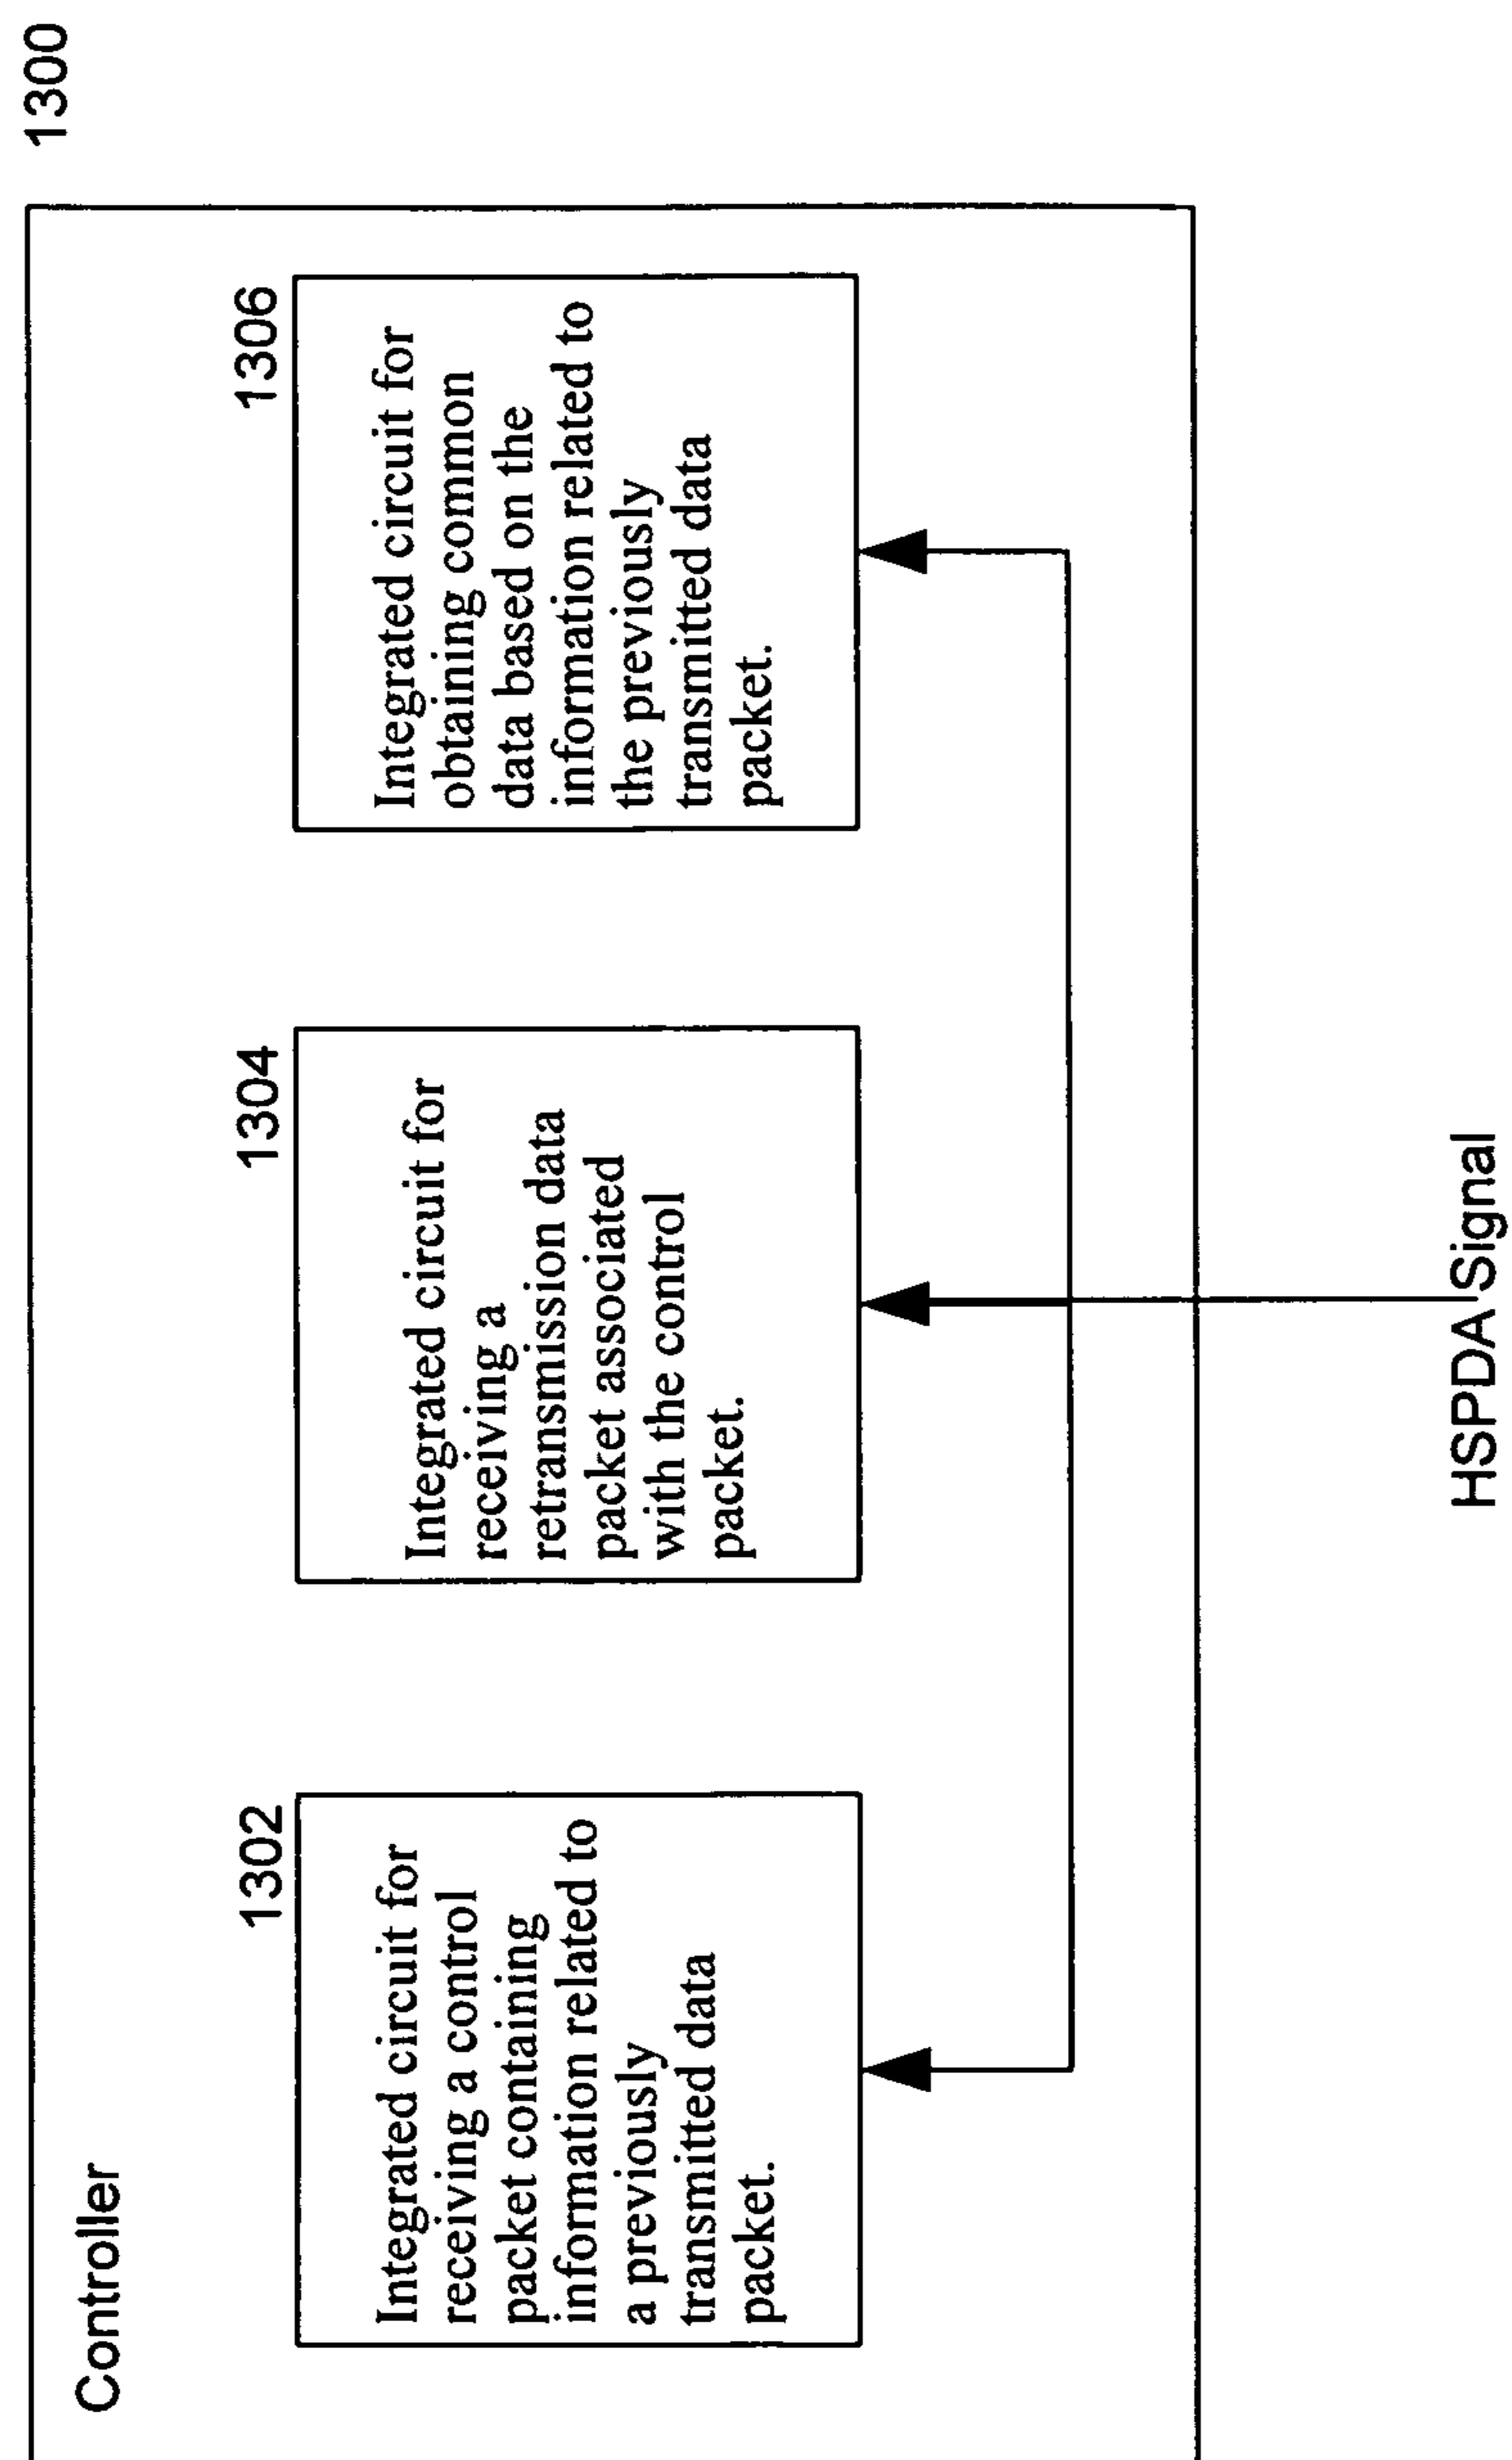 1300
Controller
1302
Integrated circuit for
receiving a control
packet containing
information related to
a previously
transmitted data
packet.
1304
Integrated circuit for
receiving a
retransmission data
packet associated
with the control
packet.
1306
Integrated circuit for
obtaining common
data based on the
information related to
the previously
transmitted data
packet.
HSPDA Signal